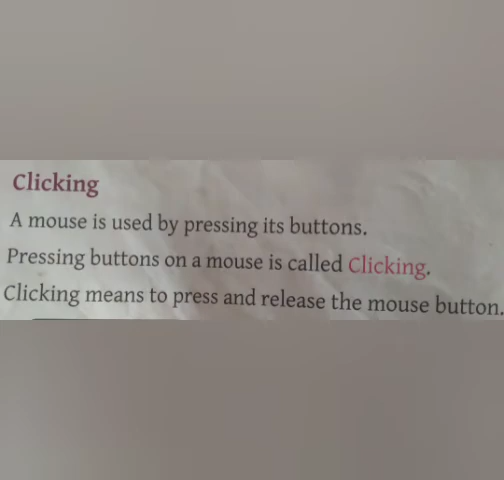 Clicking
A mouse is used by pressing its buttons.
Pressing buttons on a mouse is called Clicking.
Clicking means to press and release the mouse button.